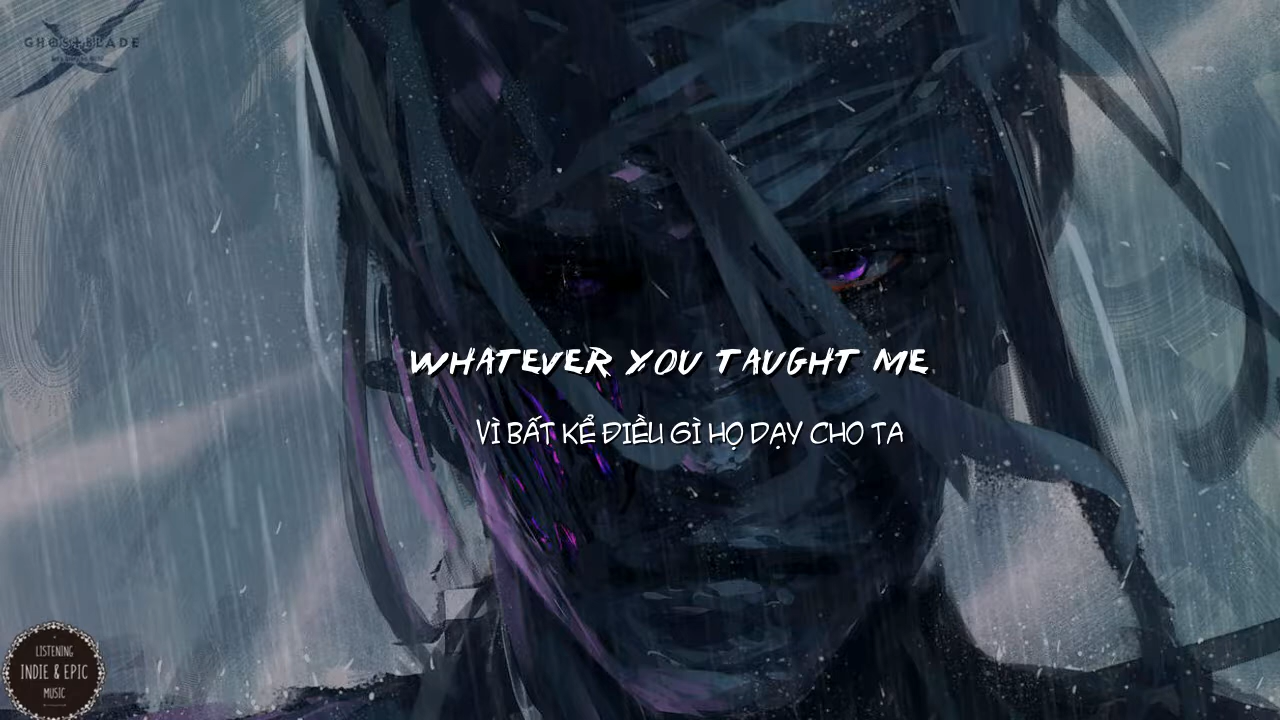 GHOSTBLADE
WHATEVER YOU TAUGHT ME
VÌ BẤT KỂ ĐIỀU GÌ HỌ DẠY CHO TA
LISTENING
INDIE & EPIC
MUSIC